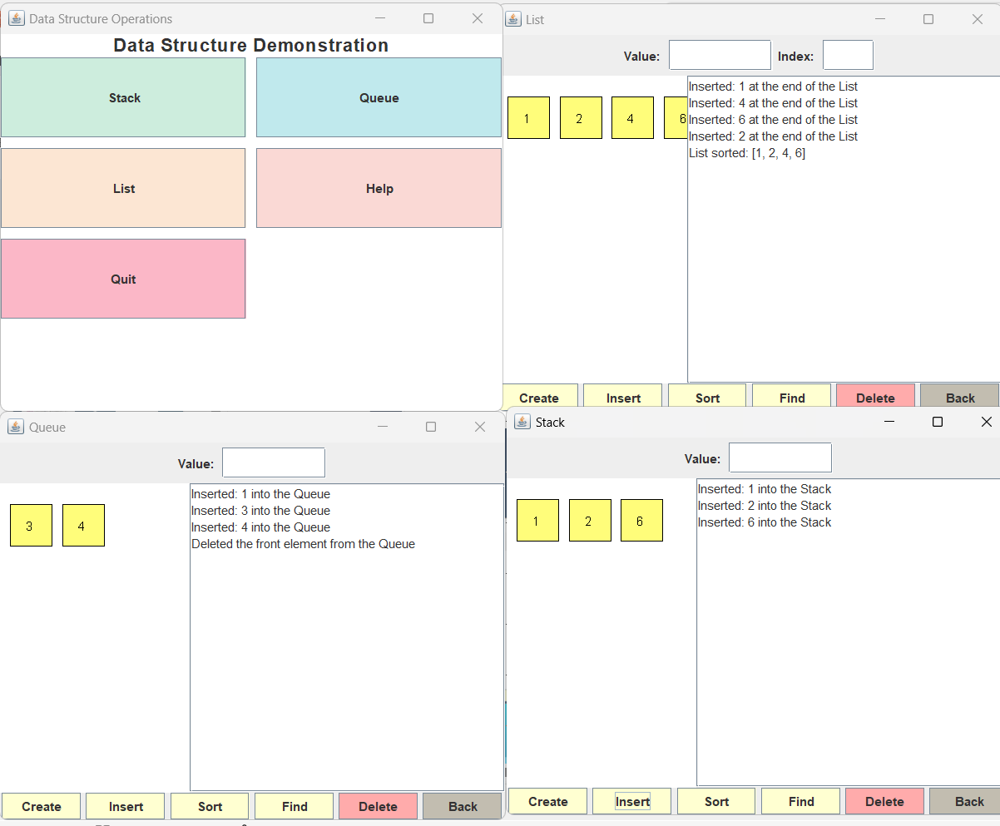 Data Structure Operations
Data Structure Demonstration
Stack
Queue
List
Help
Quit
List
Value:
Index:
1 2 4 6
Inserted: 1 at the end of the List
Inserted: 4 at the end of the List
Inserted: 6 at the end of the List
Inserted: 2 at the end of the List
List sorted: [1, 2, 4, 6]
Create Insert Sort Find Delete Back
Queue
Value:
3 4
Inserted: 1 into the Queue
Inserted: 3 into the Queue
Inserted: 4 into the Queue
Deleted the front element from the Queue
Create Insert Sort Find Delete Back
Stack
Value:
1 2 6
Inserted: 1 into the Stack
Inserted: 2 into the Stack
Inserted: 6 into the Stack
Create Insert Sort Find Delete Back